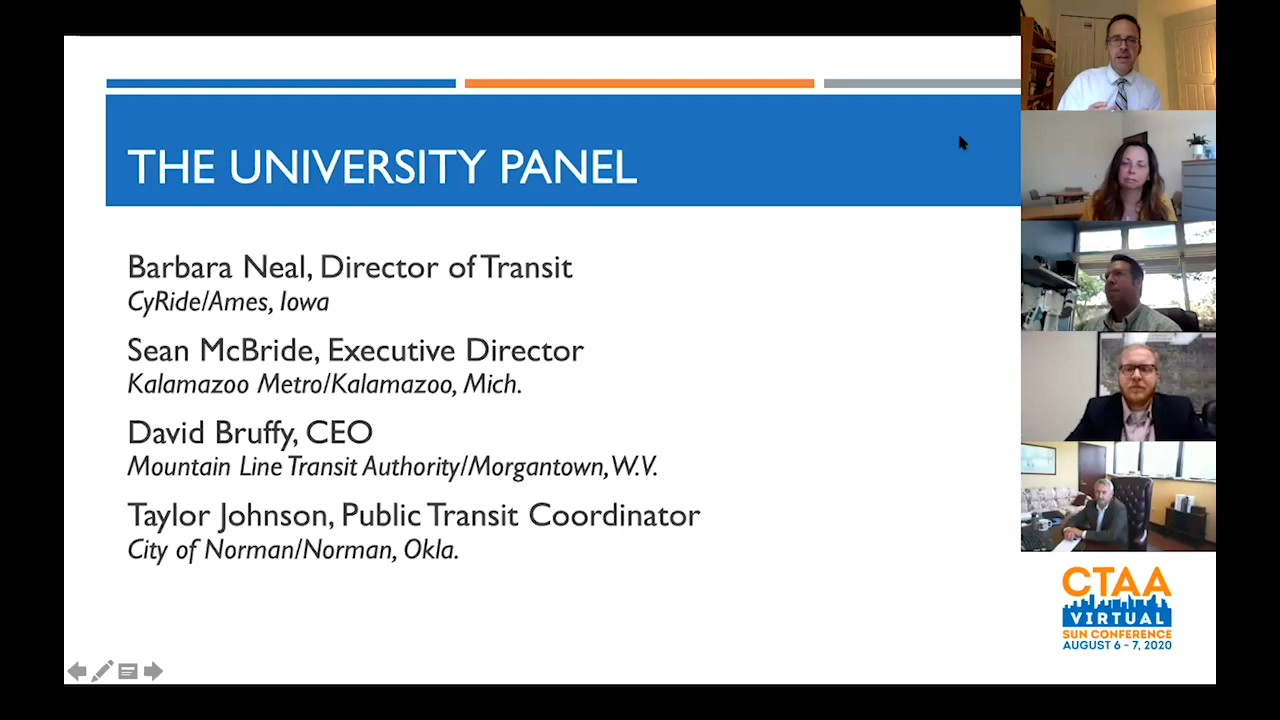 THE UNIVERSITY PANEL
Barbara Neal, Director of Transit
CyRide/Ames, Iowa
Sean McBride, Executive Director
Kalamazoo Metro/Kalamazoo, Mich.
David Bruffy, CEO
Mountain Line Transit Authority/Morgantown, W.V.
Taylor Johnson, Public Transit Coordinator
City of Norman/Norman, Okla.
CTAA
VIRTUAL
SUN CONFERENCE
AUGUST 6 - 7, 2020